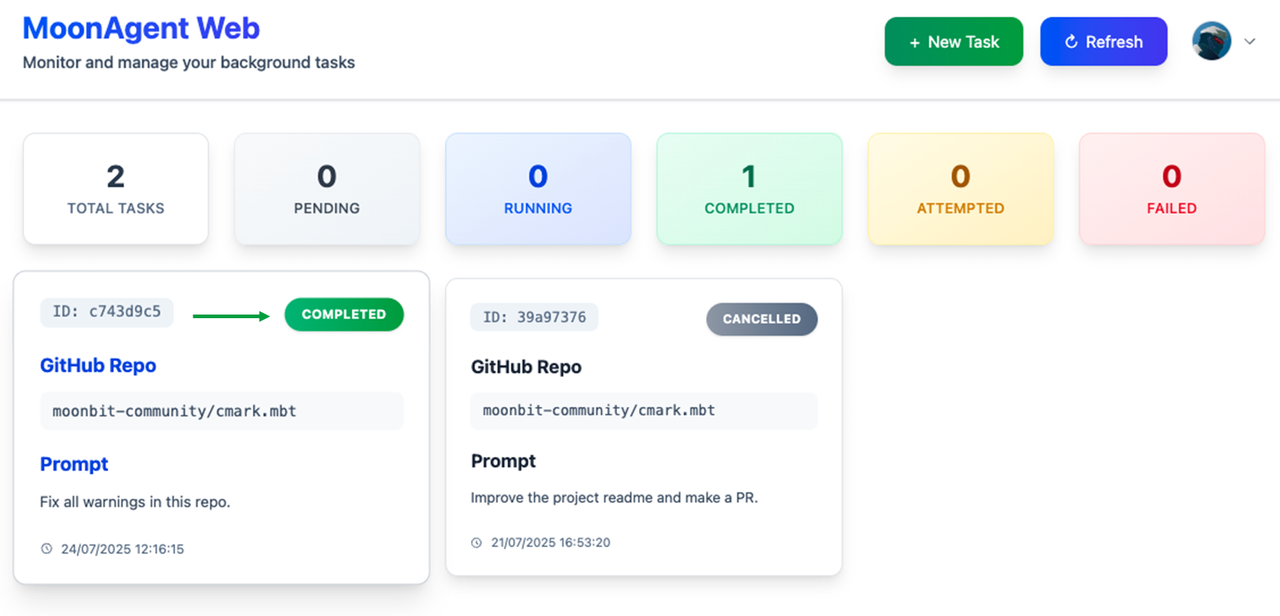 MoonAgent Web
Monitor and manage your background tasks
+ New Task
Refresh
2
TOTAL TASKS
0
PENDING
0
RUNNING
1
COMPLETED
0
ATTEMPTED
0
FAILED
ID: c743d9c5
COMPLETED
GitHub Repo
moonbit-community/cmark.mbt
Prompt
Fix all warnings in this repo.
24/07/2025 12:16:15
ID: 39a97376
CANCELLED
GitHub Repo
moonbit-community/cmark.mbt
Prompt
Improve the project readme and make a PR.
21/07/2025 16:53:20